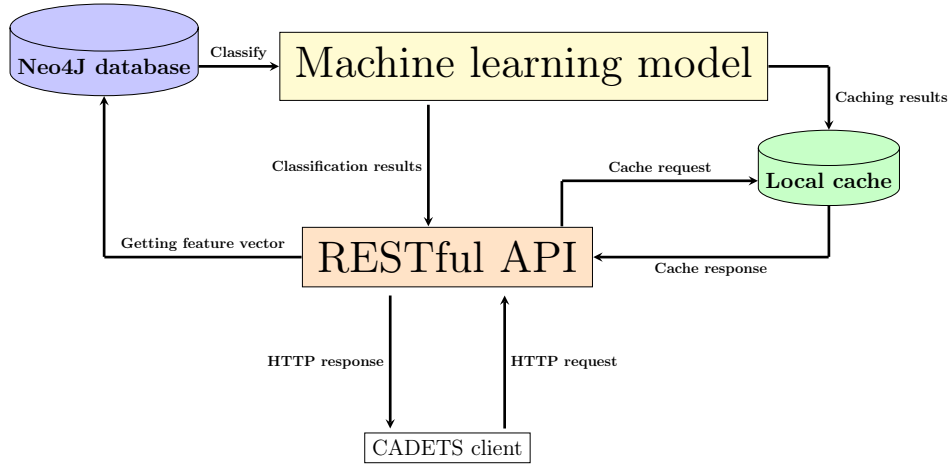 Neo4J database
Classify
Machine learning model
Caching results
Classification results
Cache request
Local cache
Getting feature vector
RESTful API
Cache response
HTTP response
HTTP request
CADETS client